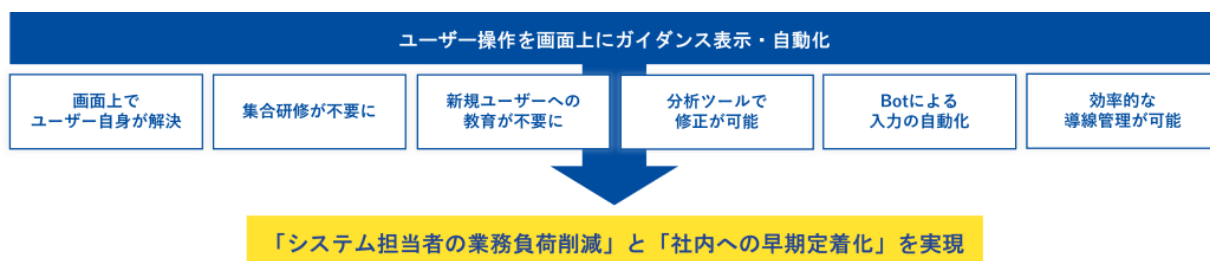 ユーザー操作を画面上にガイダンス表示・自動化
画面上で
ユーザー自身が解決
集合研修が不要に
新規ユーザーへの
教育が不要に
分析ツールで
修正が可能
Botによる
入力の自動化
効率的な
導線管理が可能
「システム担当者の業務負荷削減」と「社内への早期定着化」を実現